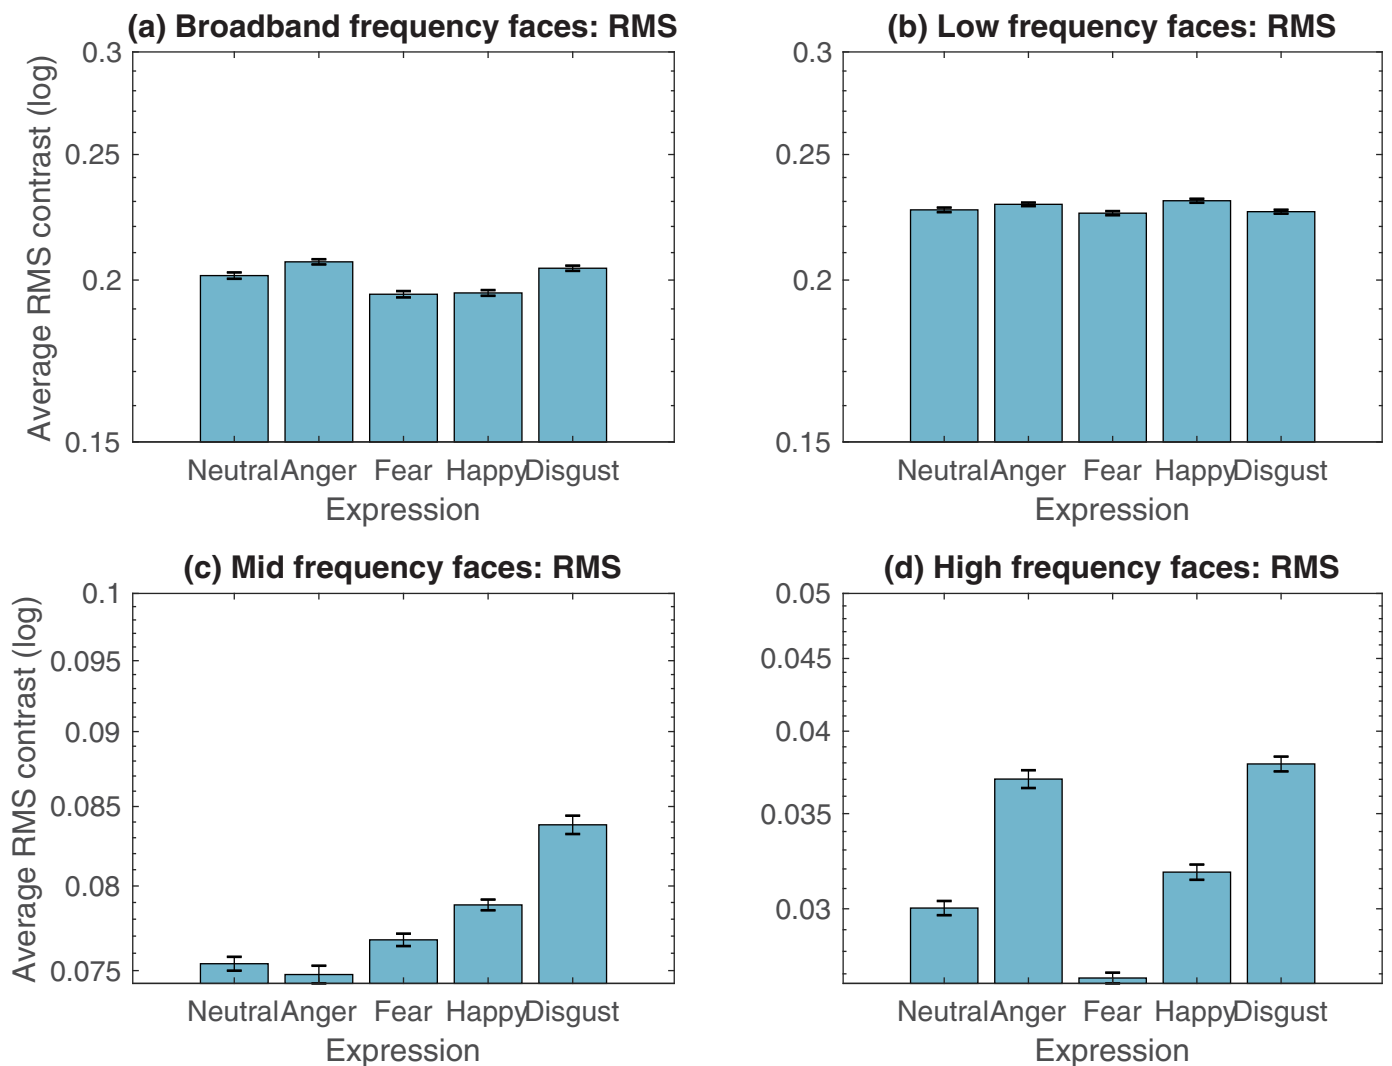 (a) Broadband frequency faces: RMS
Average RMS contrast (log)
0.3
0.25
0.2
0.15
Neutral Anger Fear Happy Disgust
Expression
(b) Low frequency faces: RMS
0.3
0.25
0.2
0.15
Neutral Anger Fear Happy Disgust
Expression
(c) Mid frequency faces: RMS
Average RMS contrast (log)
0.1
0.095
0.09
0.085
0.08
0.075
Neutral Anger Fear Happy Disgust
Expression
(d) High frequency faces: RMS
0.05
0.045
0.04
0.035
0.03
Neutral Anger Fear Happy Disgust
Expression